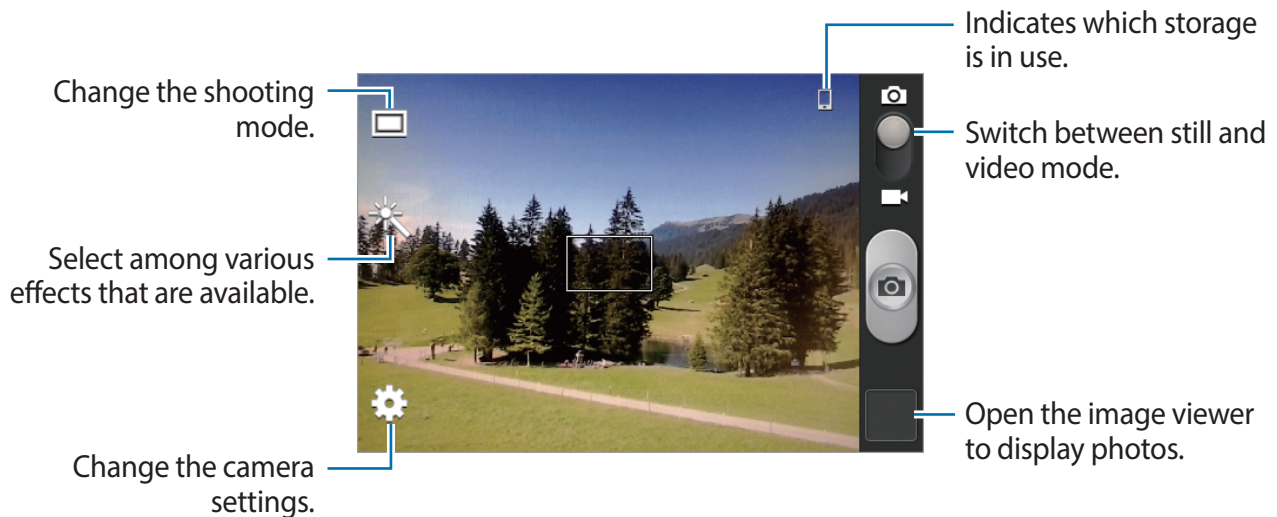 Change the shooting
mode.
Select among various
effects that are available.
Change the camera
settings.
Indicates which storage
is in use.
Switch between still and
video mode.
Open the image viewer
to display photos.